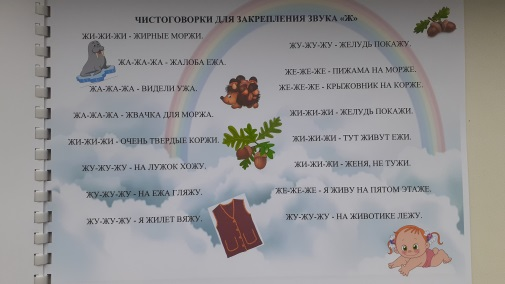 ЧИСТОГОВОРКИ ДЛЯ ЗАКРЕПЛЕНИЯ ЗВУКА «Ж»
ЖИ-ЖИ-ЖИ - ЖИРНЫЕ МОРЖИ.
ЖА-ЖА-ЖА - ЖАЛОБА ЕЖА.
ЖА-ЖА-ЖА - ВИДЕЛИ УЖА.
ЖА-ЖА-ЖА - ЖВАЧКА ДЛЯ МОРЖА.
ЖИ-ЖИ-ЖИ - ОЧЕНЬ ТВЕРДЫЕ КОРЖИ.
ЖУ-ЖУ-ЖУ - НА ЛУЖОК ХОЖУ.
ЖУ-ЖУ-ЖУ - НА ЕЖА ГЛЯЖУ.
ЖУ-ЖУ-ЖУ - Я ЖИЛЕТ ВЯЖУ.
ЖУ-ЖУ-ЖУ - ЖЕЛУДЬ ПОКАЖУ.
ЖЕ-ЖЕ-ЖЕ - ПИЖАМА НА МОРЖЕ.
ЖЕ-ЖЕ-ЖЕ - КРЫЖОВНИК НА КОРЖЕ.
ЖИ-ЖИ-ЖИ - ЖЕЛУДЬ ПОКАЖИ.
ЖИ-ЖИ-ЖИ - ТУТ ЖИВУТ ЕЖИ.
ЖИ-ЖИ-ЖИ - ЖЕНЯ, НЕ ТУЖИ.
ЖЕ-ЖЕ-ЖЕ - Я ЖИВУ НА ПЯТОМ ЭТАЖЕ.
ЖУ-ЖУ-ЖУ - НА ЖИВОТИКЕ ЛЕЖУ.